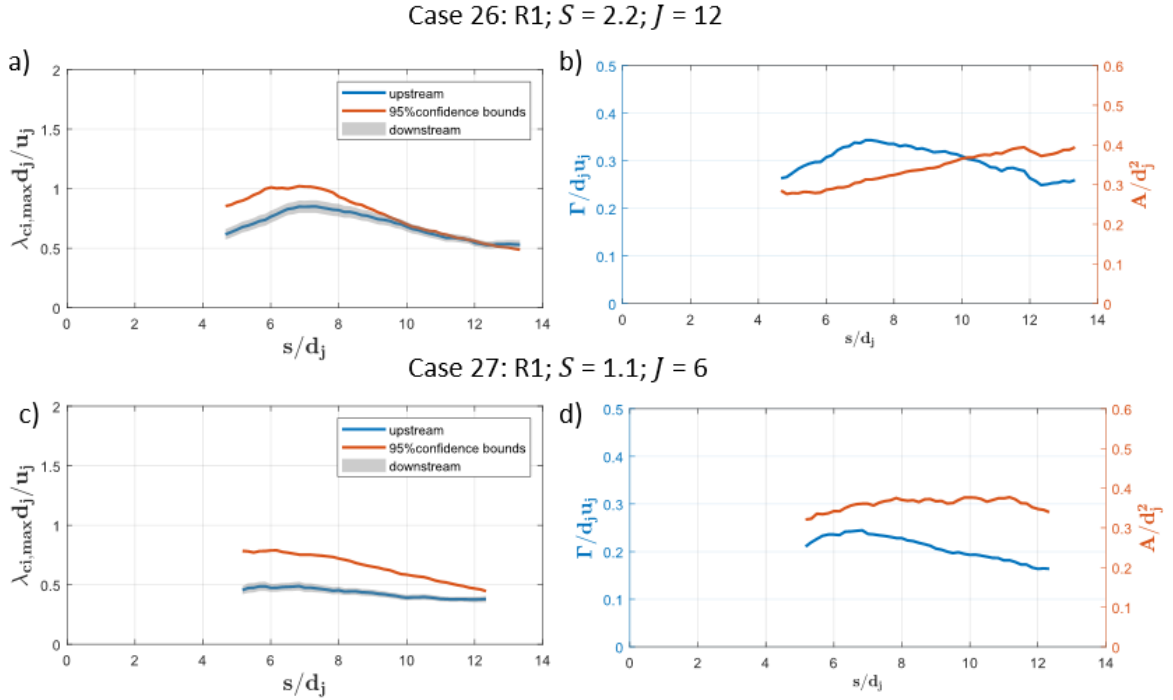 Case 26: R1; S = 2.2; J = 12
a)
2
1.5
1
0.5
0
λci,max dj/uj
0 2 4 6 8 10 12 14
s/dj
upstream
95%confidence bounds
downstream
b)
0.5
0.4
0.3
0.2
0.1
0
Γ/djuj
0 2 4 6 8 10 12 14
s/dj
0.6
0.5
0.4
0.3
0.2
0.1
0
A/dj²
Case 27: R1; S = 1.1; J = 6
c)
2
1.5
1
0.5
0
λci,max dj/uj
0 2 4 6 8 10 12 14
s/dj
upstream
95%confidence bounds
downstream
d)
0.5
0.4
0.3
0.2
0.1
0
Γ/djuj
0 2 4 6 8 10 12 14
s/dj
0.6
0.5
0.4
0.3
0.2
0.1
0
A/dj²